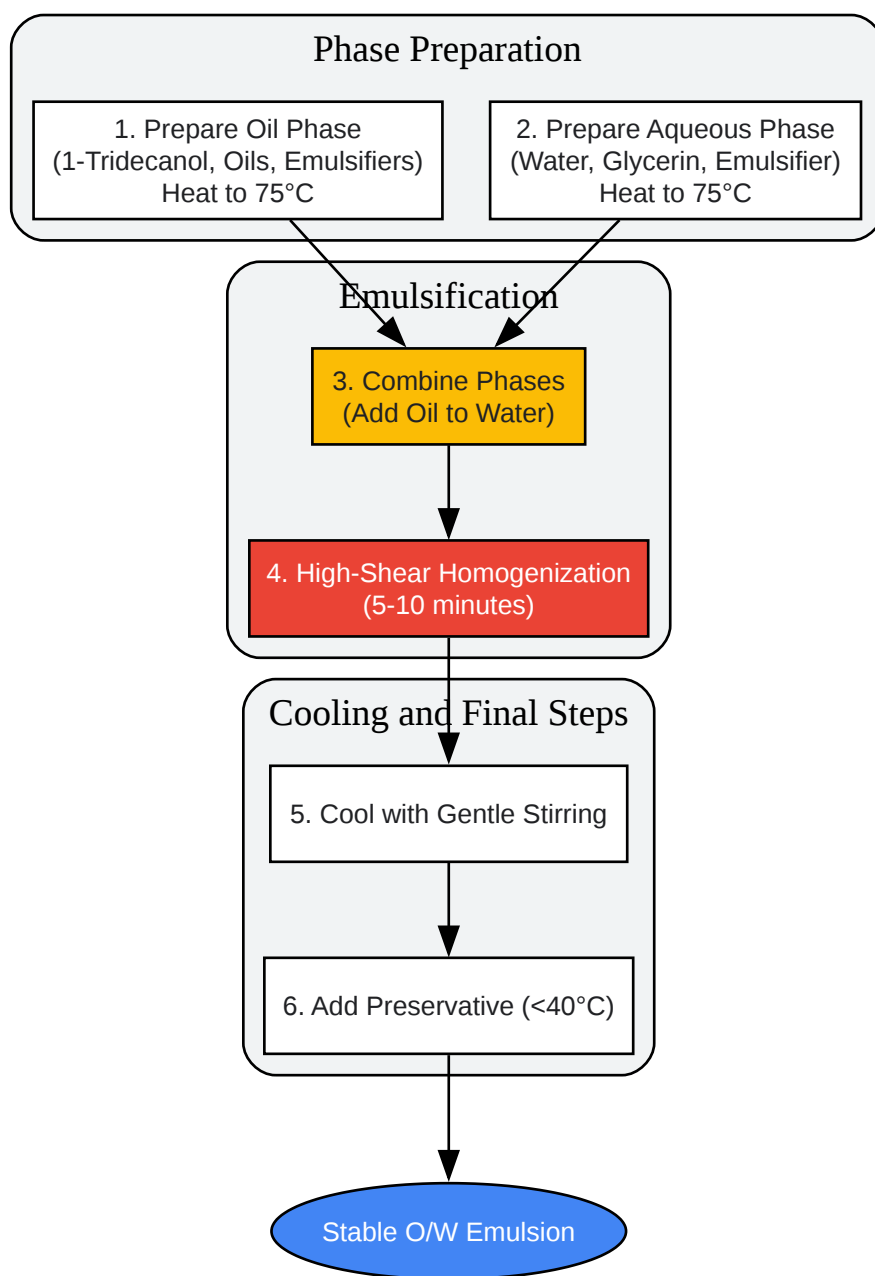 Phase Preparation
1. Prepare Oil Phase
(1-Tridecanol, Oils, Emulsifiers)
Heat to 75°C
2. Prepare Aqueous Phase
(Water, Glycerin, Emulsifier)
Heat to 75°C
Emulsification
3. Combine Phases
(Add Oil to Water)
4. High-Shear Homogenization
(5-10 minutes)
Cooling and Final Steps
5. Cool with Gentle Stirring
6. Add Preservative (<40°C)
Stable O/W Emulsion